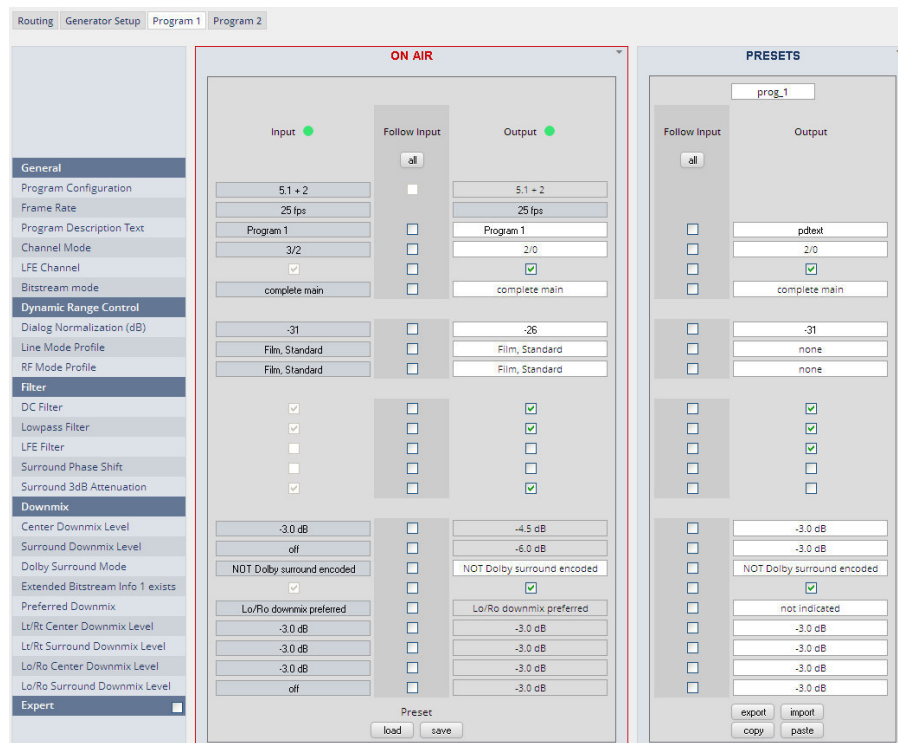 Routing Generator Setup Program 1 Program 2
ON AIR PRESETS
prog_1
Input Follow Input Output Follow Input Output
all all
General
Program Configuration 5.1 + 2 5.1 + 2
Frame Rate 25 fps 25 fps
Program Description Text Program 1 Program 1 pdtext
Channel Mode 3/2 2/0 2/0
LFE Channel
Bitstream mode complete main complete main complete main
Dynamic Range Control
Dialog Normalization (dB) -31 -26 -31
Line Mode Profile Film, Standard Film, Standard none
RF Mode Profile Film, Standard Film, Standard none
Filter
DC Filter
Lowpass Filter
LFE Filter
Surround Phase Shift
Surround 3dB Attenuation
Downmix
Center Downmix Level -3.0 dB -4.5 dB -3.0 dB
Surround Downmix Level off -6.0 dB -3.0 dB
Dolby Surround Mode NOT Dolby surround encoded NOT Dolby surround encoded NOT Dolby surround encoded
Extended Bitstream Info 1 exists
Preferred Downmix Lo/Ro downmix preferred Lo/Ro downmix preferred not indicated
Lt/Rt Center Downmix Level -3.0 dB -3.0 dB -3.0 dB
Lt/Rt Surround Downmix Level -3.0 dB -3.0 dB -3.0 dB
Lo/Ro Center Downmix Level -3.0 dB -3.0 dB -3.0 dB
Lo/Ro Surround Downmix Level off -3.0 dB -3.0 dB
Expert Preset export import
load save copy paste